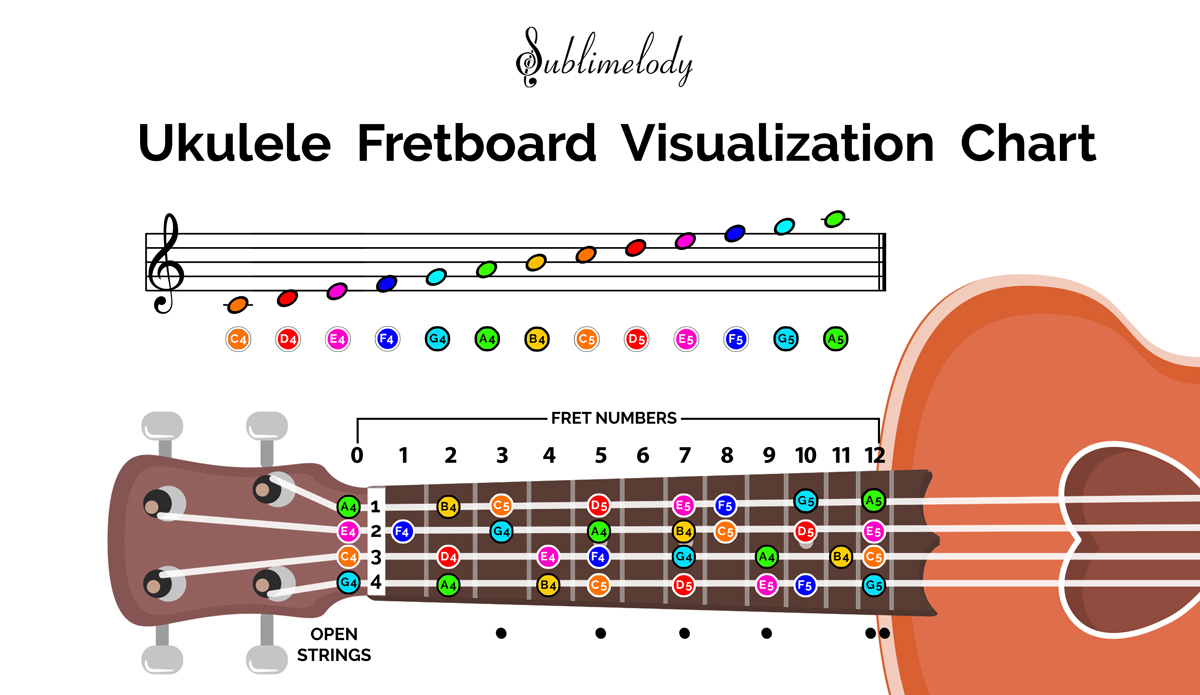 Sublimelody
Ukulele Fretboard Visualization Chart
C4 D4 E4 F4 G4 A4 B4 C5 D5 E5 F5 G5 A5
FRET NUMBERS
0 1 2 3 4 5 6 7 8 9 10 11 12
A4 1 B4 C5 D5 E5 F5 G5 A5
E4 2 F4 G4 A4 B4 C5 D5 E5
C4 3 D4 E4 F4 G4 A4 B4 C5
G4 4 A4 B4 C5 D5 E5 F5 G5
OPEN
STRINGS